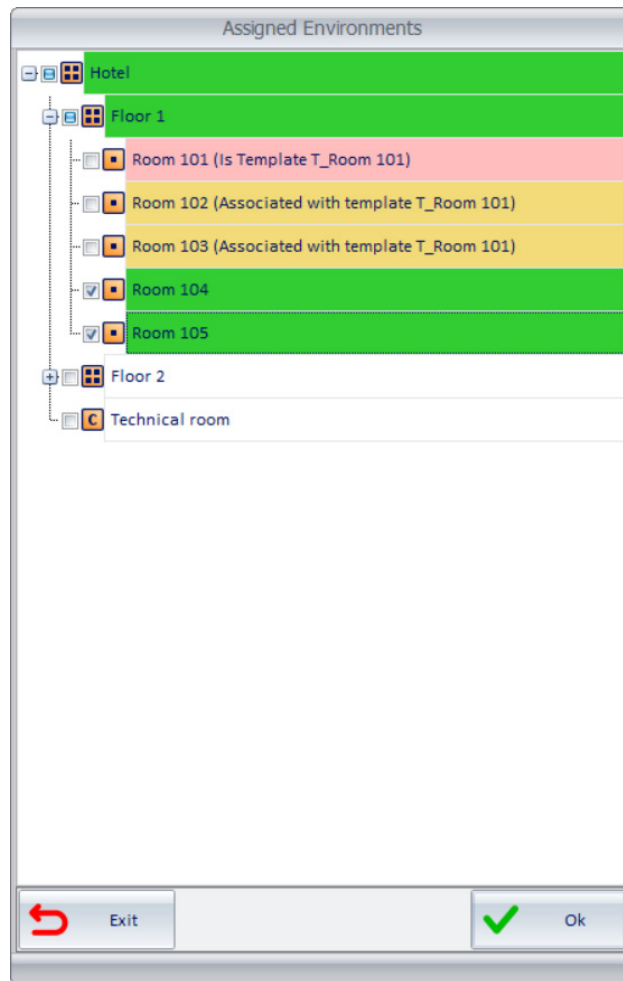 Assigned Environments
Hotel
Floor 1
Room 101 (Is Template T_Room 101)
Room 102 (Associated with template T_Room 101)
Room 103 (Associated with template T_Room 101)
Room 104
Room 105
Floor 2
C Technical room
Exit Ok